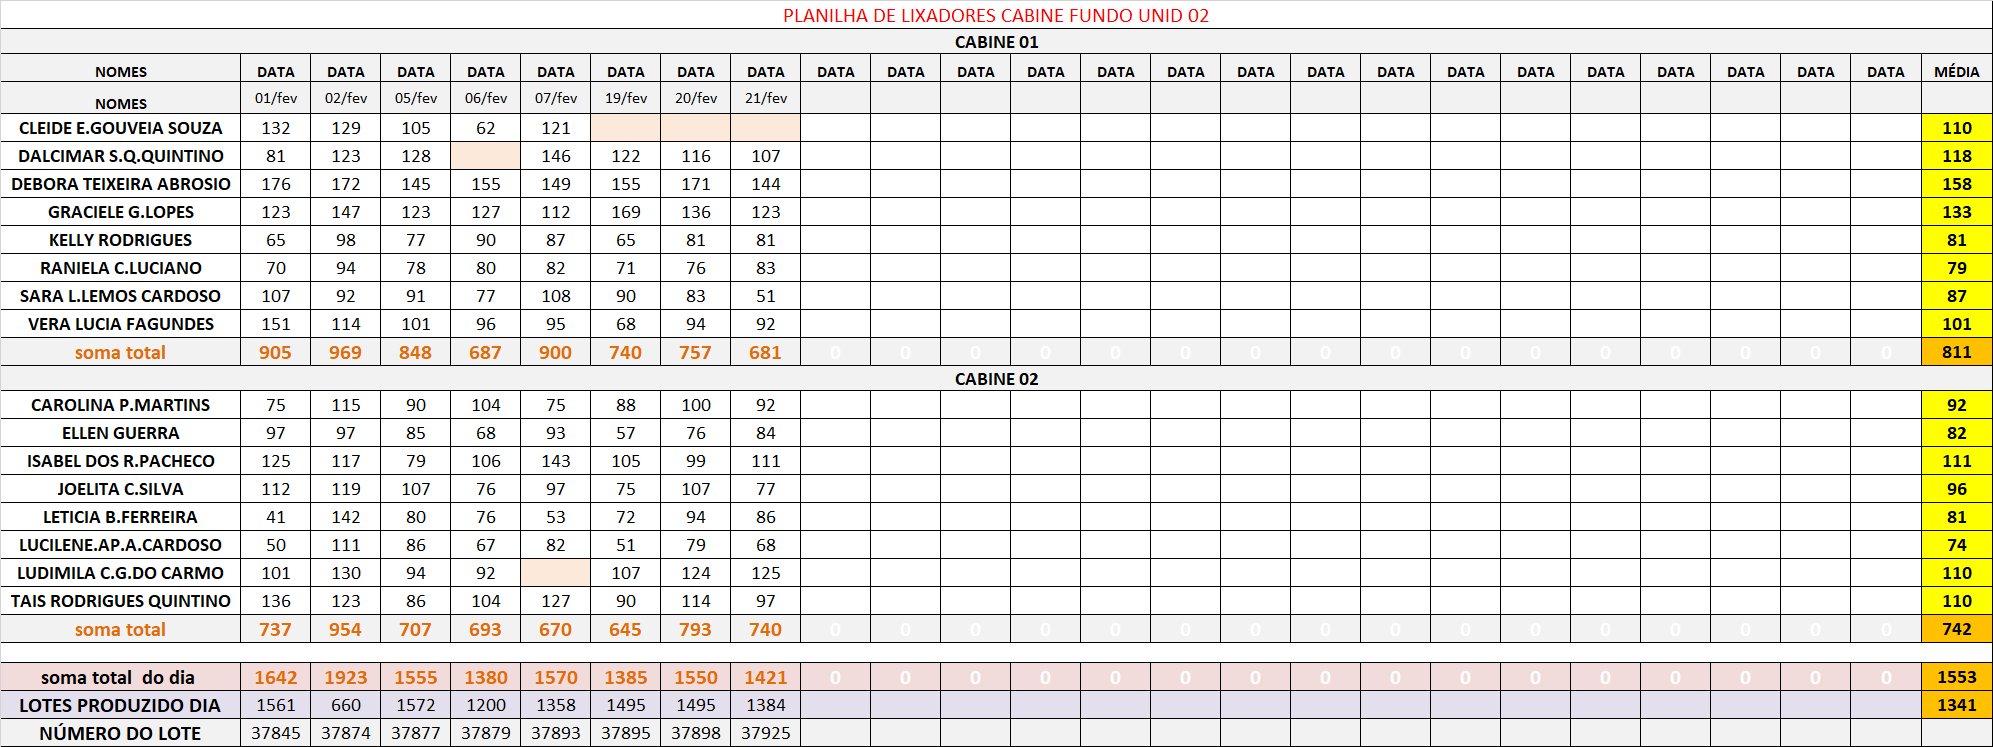 PLANILHA DE LIXADORES CABINE FUNDO UNID 02
CABINE 01
NOMES DATA DATA DATA DATA DATA DATA DATA DATA DATA DATA DATA DATA DATA DATA DATA DATA DATA DATA DATA DATA DATA DATA DATA DATA MÉDIA
NOMES 01/fev 02/fev 05/fev 06/fev 07/fev 19/fev 20/fev 21/fev
CLEIDE E.GOUVEIA SOUZA 132 129 105 62 121 110
DALCIMAR S.Q.QUINTINO 81 123 128 146 122 116 107 118
DEBORA TEIXEIRA ABROSIO 176 172 145 155 149 155 171 144 158
GRACIELE G.LOPES 123 147 123 127 112 169 136 123 133
KELLY RODRIGUES 65 98 77 90 87 65 81 81 81
RANIELA C.LUCIANO 70 94 78 80 82 71 76 83 79
SARA L.LEMOS CARDOSO 107 92 91 77 108 90 83 51 87
VERA LUCIA FAGUNDES 151 114 101 96 95 68 94 92 101
soma total 905 969 848 687 900 740 757 681 0 0 0 0 0 0 0 0 0 0 0 0 0 0 0 0 811
CABINE 02
CAROLINA P.MARTINS 75 115 90 104 75 88 100 92 92
ELLEN GUERRA 97 97 85 68 93 57 76 84 82
ISABEL DOS R.PACHECO 125 117 79 106 143 105 99 111 111
JOELITA C.SILVA 112 119 107 76 97 75 107 77 96
LETICIA B.FERREIRA 41 142 80 76 53 72 94 86 81
LUCILENE.AP.A.CARDOSO 50 111 86 67 82 51 79 68 74
LUDIMILA C.G.DO CARMO 101 130 94 92 107 124 125 110
TAIS RODRIGUES QUINTINO 136 123 86 104 127 90 114 97 110
soma total 737 954 707 693 670 645 793 740 0 0 0 0 0 0 0 0 0 0 0 0 0 0 0 0 742
soma total do dia 1642 1923 1555 1380 1570 1385 1550 1421 0 0 0 0 0 0 0 0 0 0 0 0 0 0 0 0 1553
LOTES PRODUZIDO DIA 1561 660 1572 1200 1358 1495 1495 1384 1341
NÚMERO DO LOTE 37845 37874 37877 37879 37893 37895 37898 37925